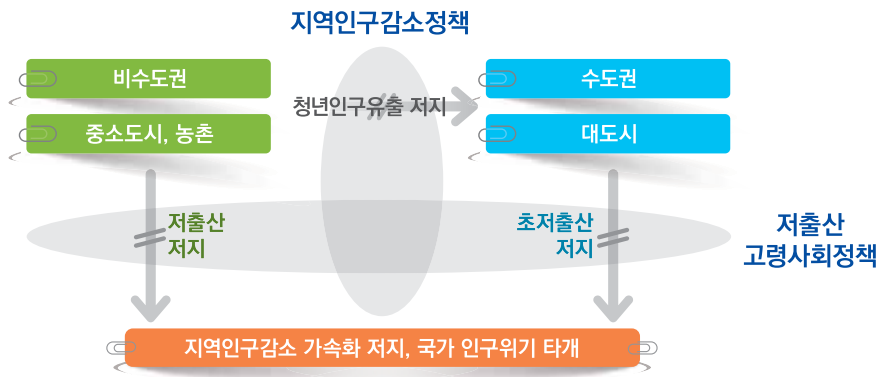 지역인구감소정책
비수도권
수도권
청년인구유출 저지
중소도시, 농촌
대도시
저출산
저지
초저출산
저지
저출산
고령사회정책
지역인구감소 가속화 저지, 국가 인구위기 타개